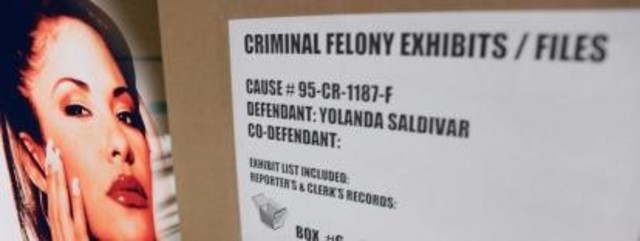 CRIMINAL FELONY EXHIBITS / FILES
CAUSE # 95-CR-1187-F
DEFENDANT: YOLANDA SALDIVAR
CO-DEFENDANT:
EXHIBIT LIST INCLUDED:
REPORTER'S & CLERK'S RECORDS:
BOX #